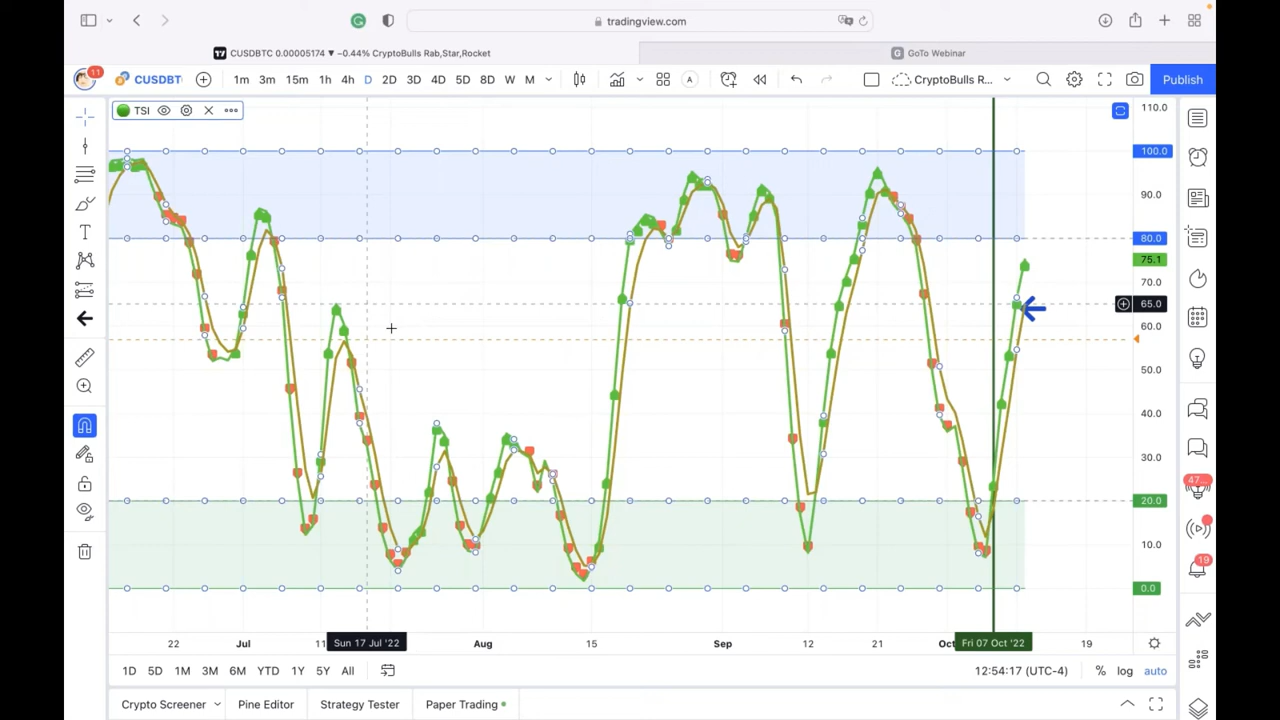 tradingview.com
CUSDBTC 0.00005174 ▼ −0.44% CryptoBulls Rab,Star,Rocket
GoTo Webinar
11
CUSDBT
1m 3m 15m 1h 4h D 2D 3D 4D 5D 8D W M
A
CryptoBulls R...
Publish
TSI
110.0
100.0
90.0
80.0
75.1
70.0
65.0
60.0
50.0
40.0
30.0
47...
20.0
10.0
19
0.0
22 Jul 11 Sun 17 Jul '22 Aug 15 Sep 12 21 Oct Fri 07 Oct '22 19
1D 5D 1M 3M 6M YTD 1Y 5Y All
12:54:17 (UTC-4) % log auto
Crypto Screener Pine Editor Strategy Tester Paper Trading